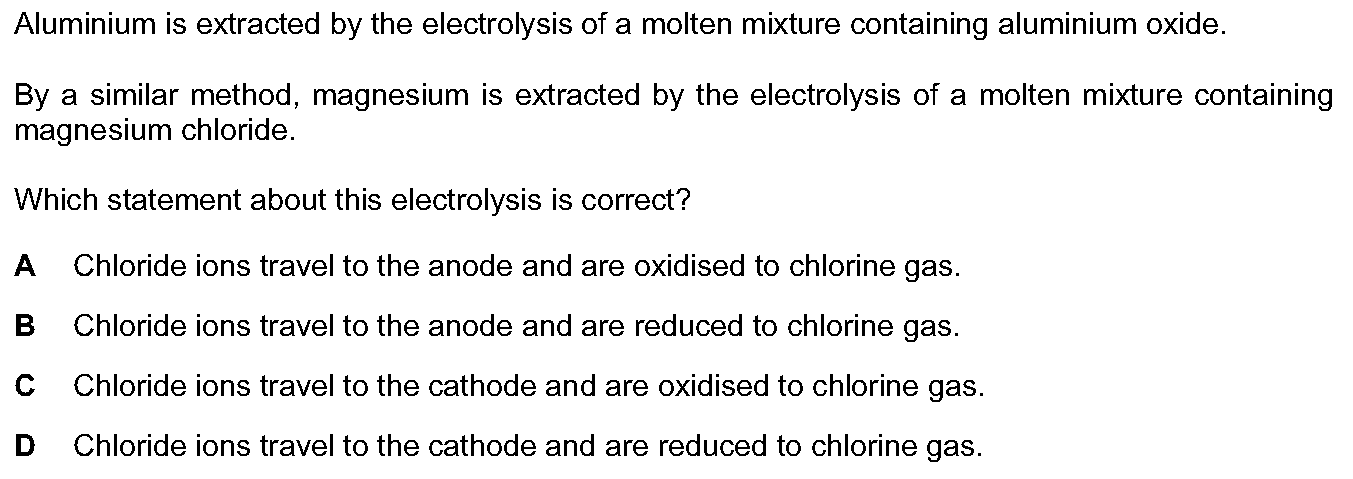 Aluminium is extracted by the electrolysis of a molten mixture containing aluminium oxide.
By a similar method, magnesium is extracted by the electrolysis of a molten mixture containing
magnesium chloride.
Which statement about this electrolysis is correct?
A Chloride ions travel to the anode and are oxidised to chlorine gas.
B Chloride ions travel to the anode and are reduced to chlorine gas.
C Chloride ions travel to the cathode and are oxidised to chlorine gas.
D Chloride ions travel to the cathode and are reduced to chlorine gas.